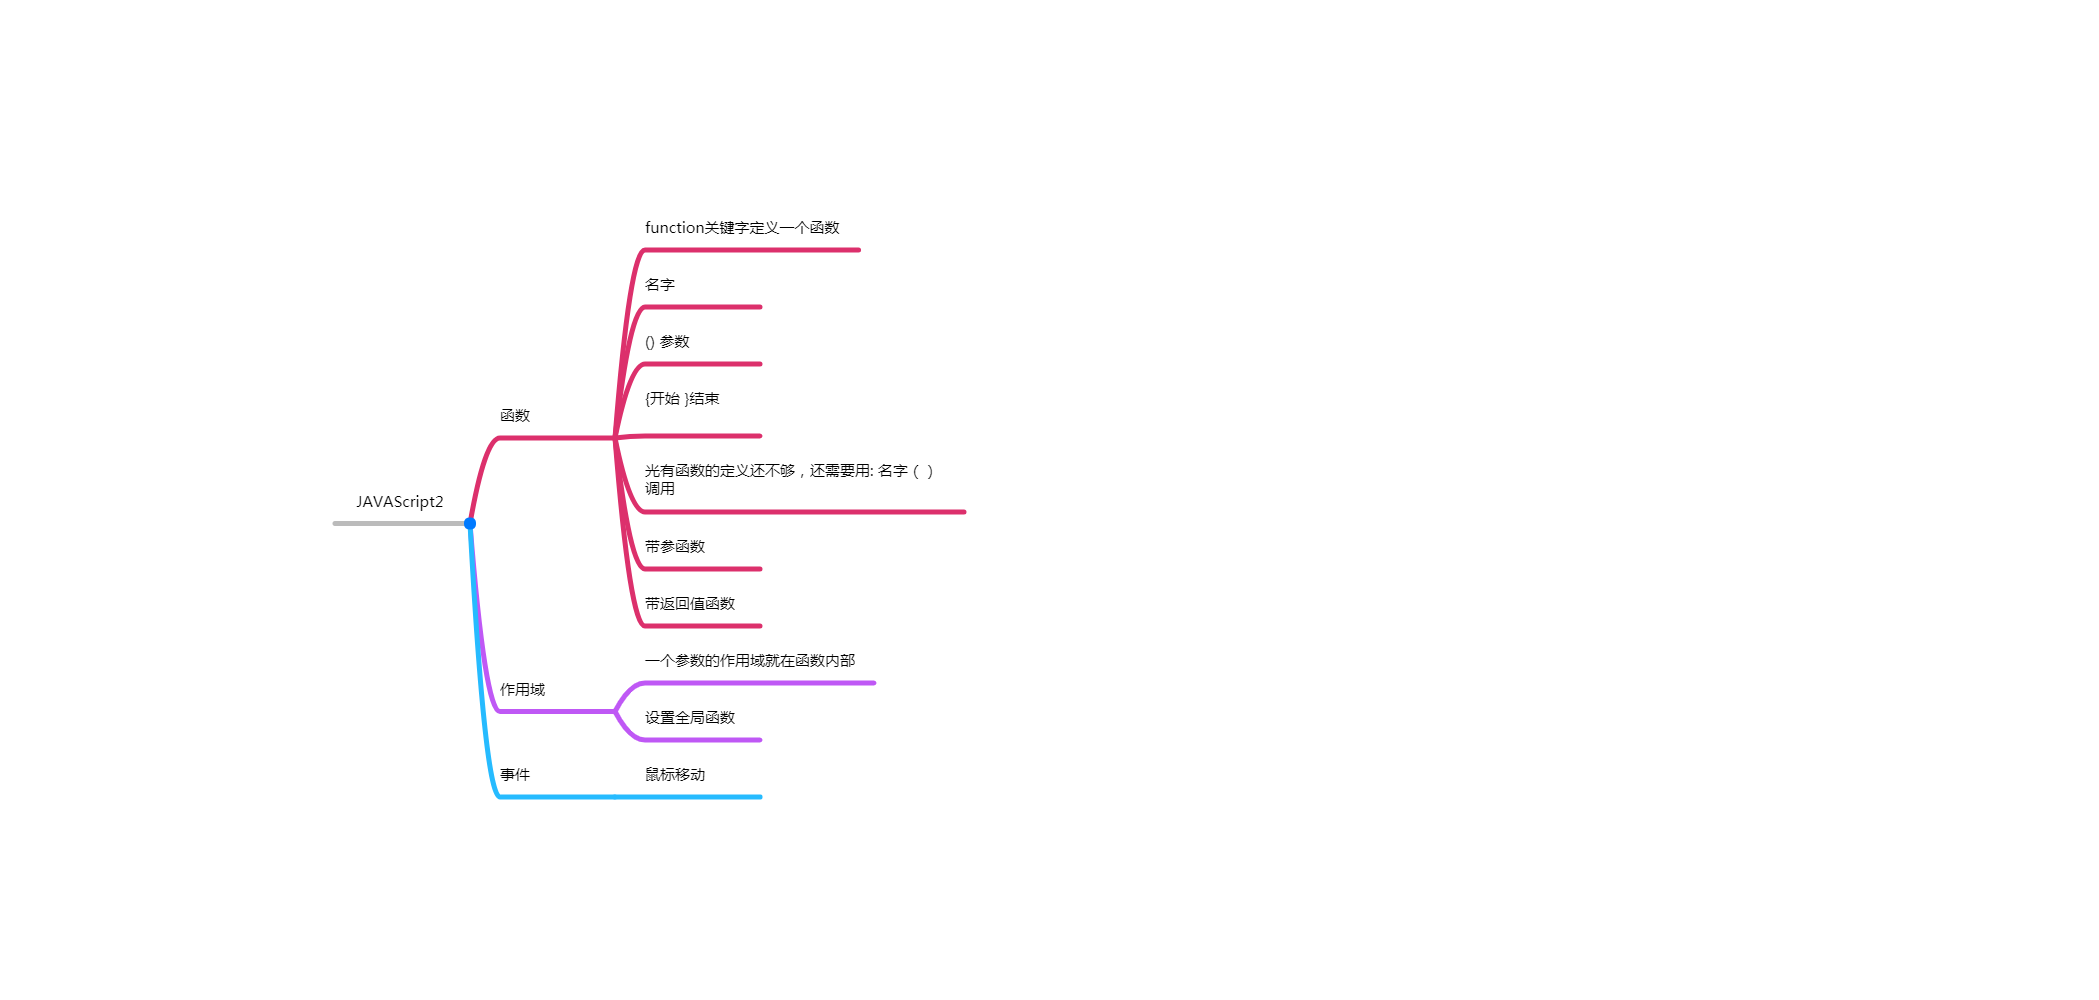 JAVAScript2
函数
function关键字定义一个函数
名字
() 参数
{开始 }结束
光有函数的定义还不够，还需要用: 名字（ ）
调用
带参函数
带返回值函数
作用域
一个参数的作用域就在函数内部
设置全局函数
事件
鼠标移动